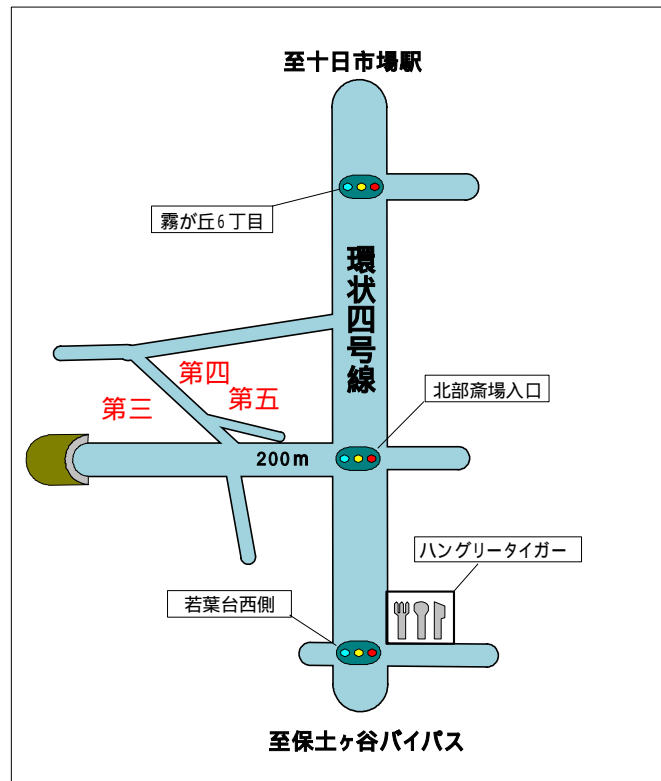 至十日市場駅
霧が丘6丁目
環状四号線
第四
第三
第五
北部斎場入口
200m
ハングリータイガー
若葉台西側
至保土ヶ谷バイパス